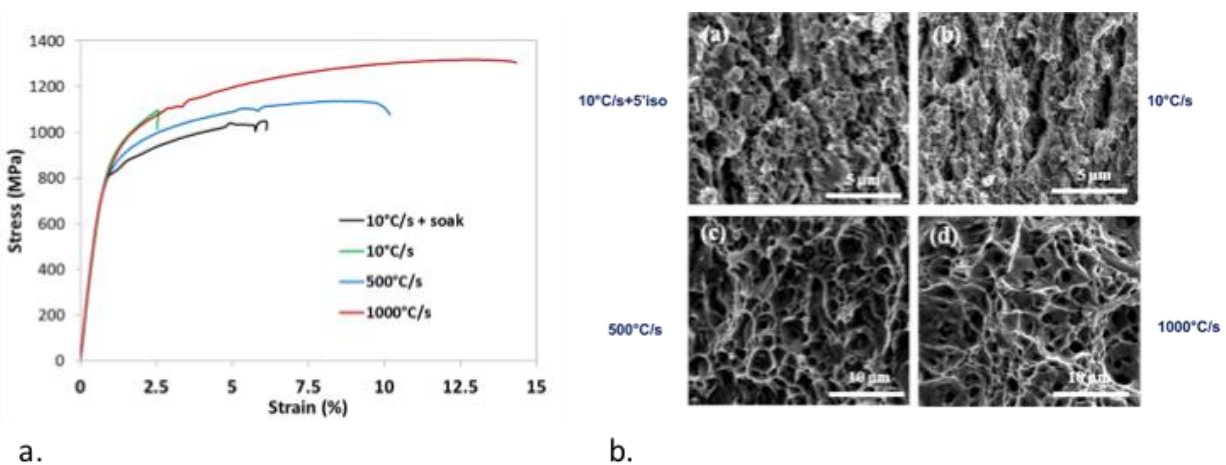 1400
1200
1000
800
600
400
200
0
Stress (MPa)
0 2.5 5 7.5 10 12.5 15
Strain (%)
10°C/s + soak
10°C/s
500°C/s
1000°C/s
a.
10°C/s+5'iso
(a)
5 µm
(b)
5 µm
10°C/s
500°C/s
(c)
10 µm
(d)
10 µm
1000°C/s
b.